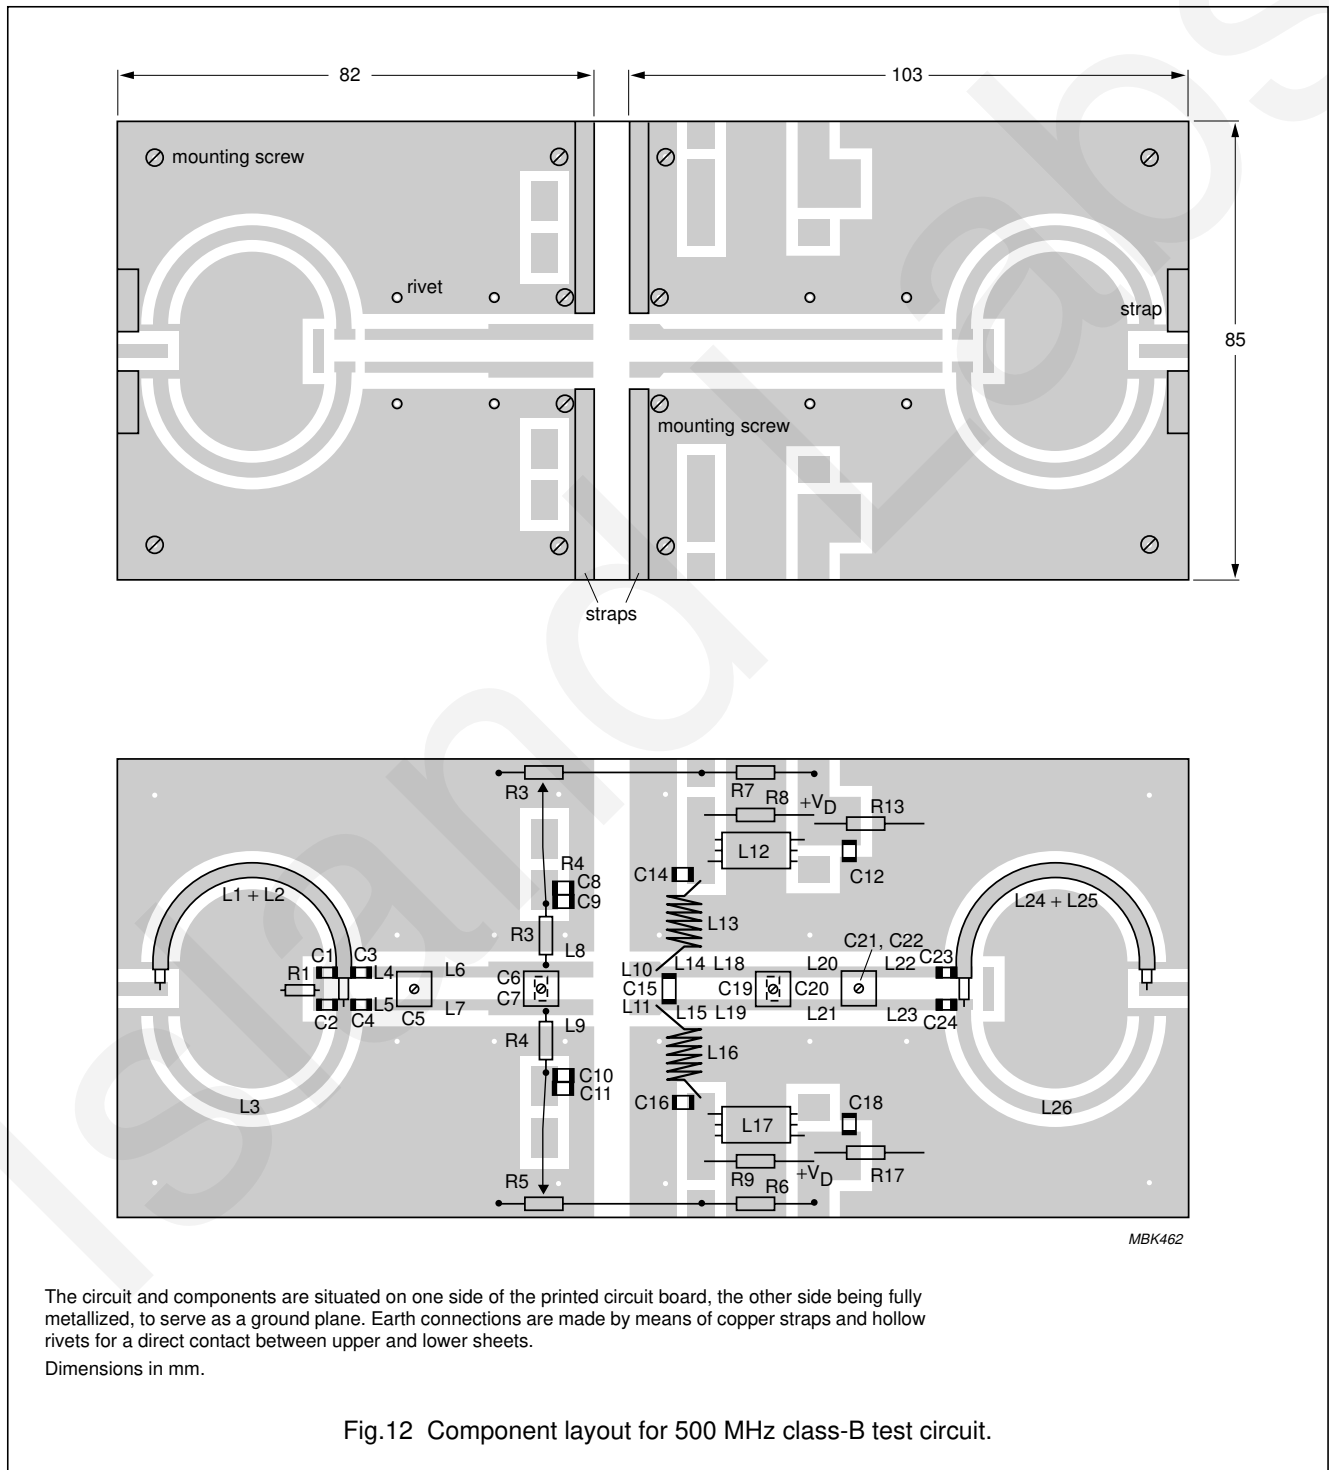 82
103
mounting screw
rivet
strap
85
mounting screw
straps
R3
R7
R8
+VD
R13
R4
L12
C14
C12
C8
C9
L1 + L2
L24 + L25
L13
R3
L8
C21, C22
C1
C3
R1
L4
L6
C6
L10
L14
L18
L20
L22
C23
C15
C19
C20
L5
L7
C7
L11
L15
L19
L21
L23
C2
C4
C5
L9
C24
R4
L16
C10
C11
C16
C18
L3
L17
L26
R5
R9
R6
+VD
R17
MBK462
The circuit and components are situated on one side of the printed circuit board, the other side being fully
metallized, to serve as a ground plane. Earth connections are made by means of copper straps and hollow
rivets for a direct contact between upper and lower sheets.
Dimensions in mm.
Fig.12 Component layout for 500 MHz class-B test circuit.
Island Labs